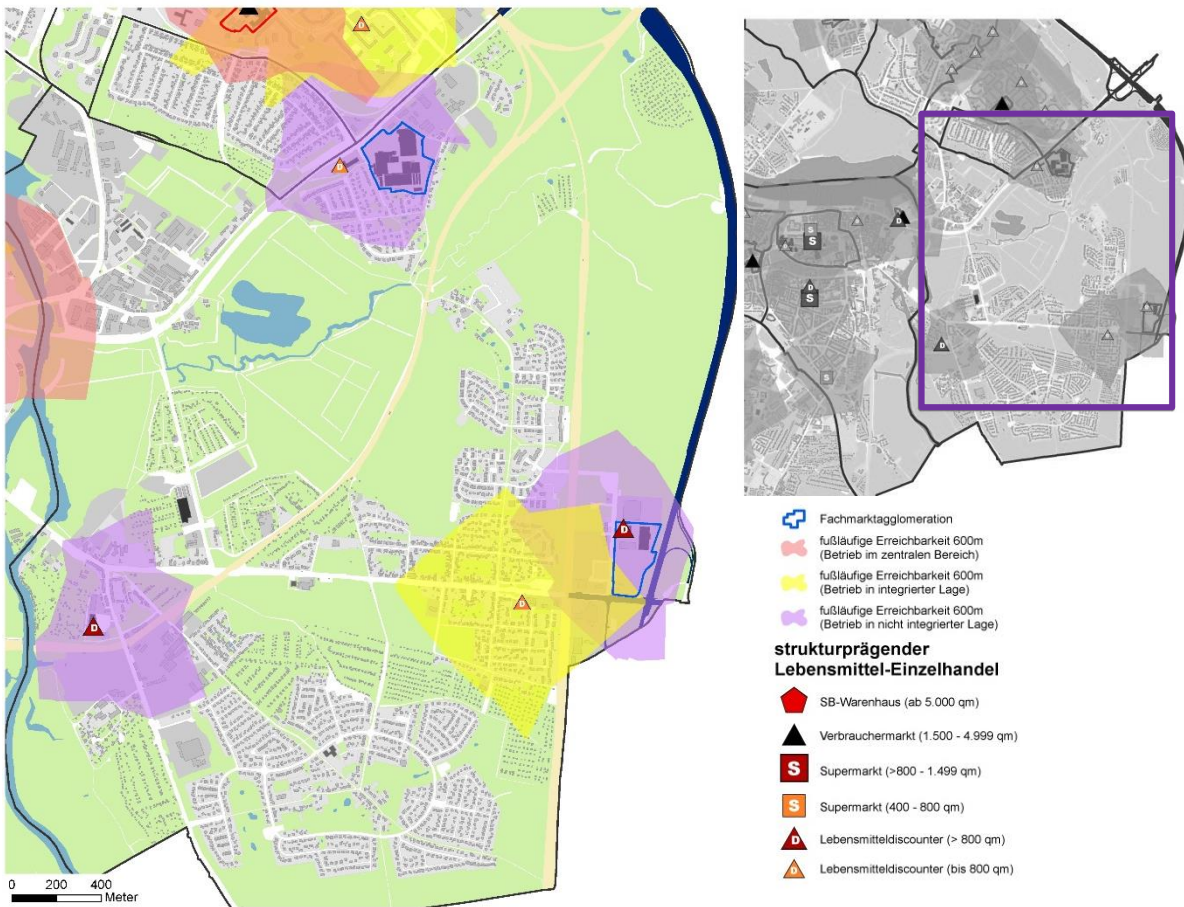 D
D
D
D
D
0 200 400
Meter
D
S
S
D
D
S
S
D
D
Fachmarktagglomeration
fußläufige Erreichbarkeit 600m
(Betrieb im zentralen Bereich)
fußläufige Erreichbarkeit 600m
(Betrieb in integrierter Lage)
fußläufige Erreichbarkeit 600m
(Betrieb in nicht integrierter Lage)
strukturprägender
Lebensmittel-Einzelhandel
SB-Warenhaus (ab 5.000 qm)
Verbrauchermarkt (1.500 - 4.999 qm)
S Supermarkt (>800 - 1.499 qm)
S Supermarkt (400 - 800 qm)
D Lebensmitteldiscounter (> 800 qm)
D Lebensmitteldiscounter (bis 800 qm)